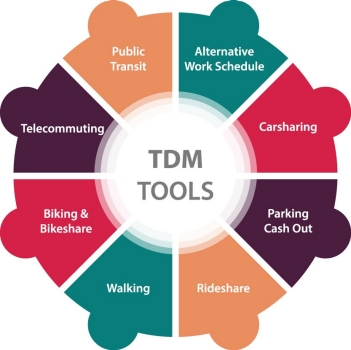 Public
Transit
Alternative
Work Schedule
Telecommuting
Carsharing
TDM
TOOLS
Biking &
Bikeshare
Parking
Cash Out
Walking
Rideshare